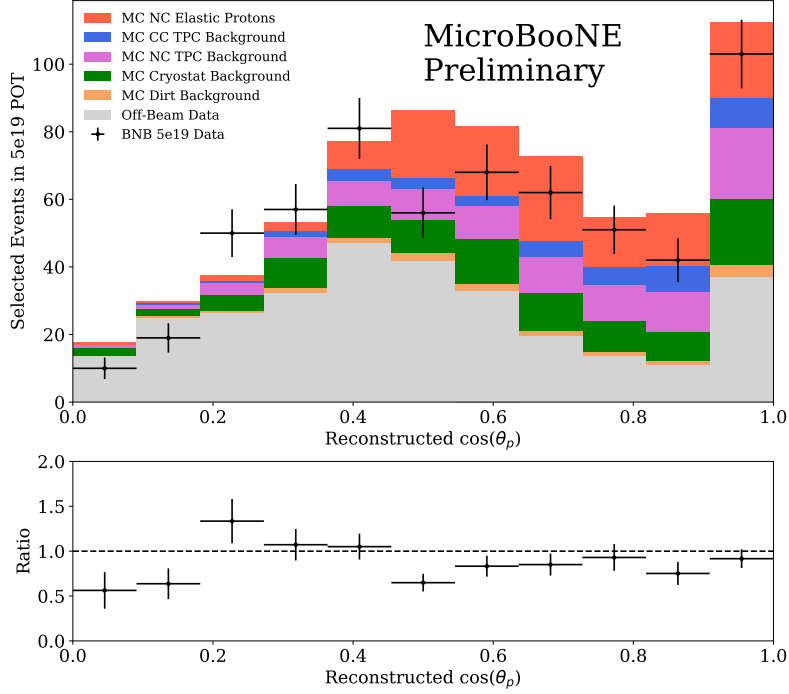 MC NC Elastic Protons
MC CC TPC Background
MC NC TPC Background
MC Cryostat Background
MC Dirt Background
Off-Beam Data
BNB 5e19 Data
MicroBooNE
Preliminary
Selected Events in 5e19 POT
100
80
60
40
20
0
0.0 0.2 0.4 0.6 0.8 1.0
Reconstructed cos(θp)
Ratio
2.0
1.5
1.0
0.5
0.0
0.0 0.2 0.4 0.6 0.8 1.0
Reconstructed cos(θp)